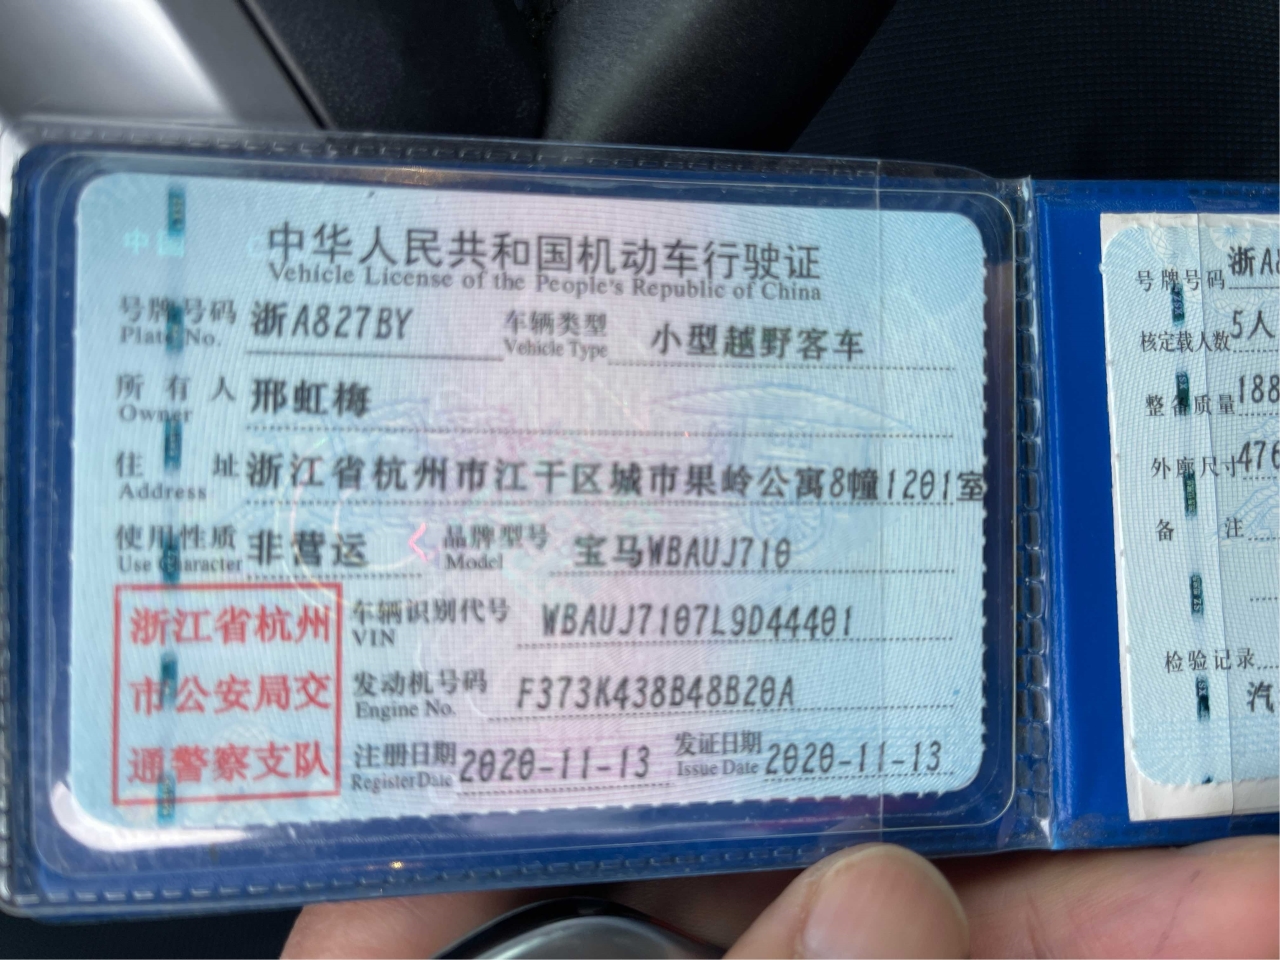 中华人民共和国机动车行驶证
Vehicle License of the People's Republic of China
号牌号码 浙A827BY 车辆类型 小型越野客车
Plate No. Vehicle Type
所有人 邢虹梅
Owner
住址 浙江省杭州市江干区城市果岭公寓8幢1201室
Address
使用性质 非营运 品牌型号 宝马WBAUJ710
Use Character Model
浙江省杭州
市公安局交
通警察支队
车辆识别代号 WBAUJ7107L9D44401
VIN
发动机号码 F373K438B48B20A
Engine No.
注册日期 2020-11-13 发证日期 2020-11-13
Register Date Issue Date
号牌号码 浙A8
核定载人数 5人
整备质量 188
外廓尺寸 476
备注
检验记录
汽